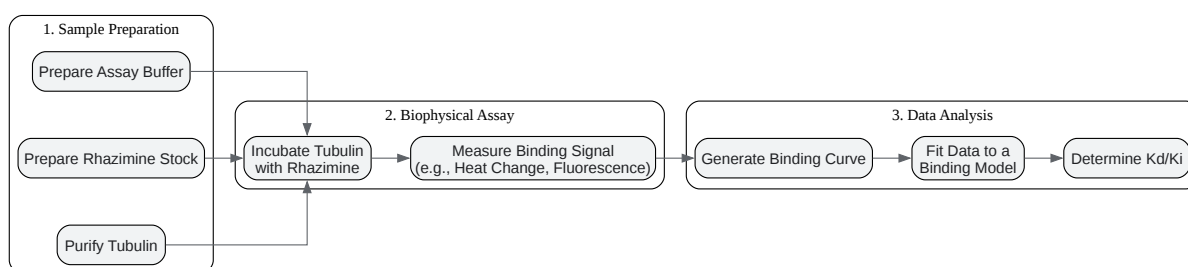 1. Sample Preparation
Prepare Assay Buffer
Prepare Rhazimine Stock
Purify Tubulin
2. Biophysical Assay
Incubate Tubulin
with Rhazimine
Measure Binding Signal
(e.g., Heat Change, Fluorescence)
3. Data Analysis
Generate Binding Curve
Fit Data to a
Binding Model
Determine Kd/Ki